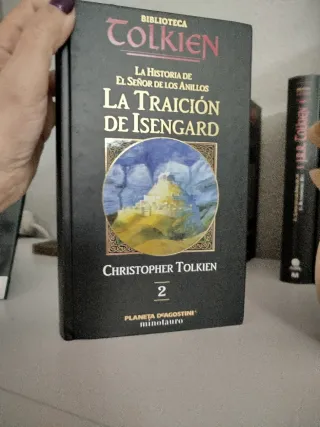 BIBLIOTECA
TOLKIEN
LA HISTORIA DE
EL SEÑOR DE LOS ANILLOS
LA TRAICIÓN
DE ISENGARD
CHRISTOPHER TOLKIEN
2
PLANETA DEAGOSTINI
minotauro